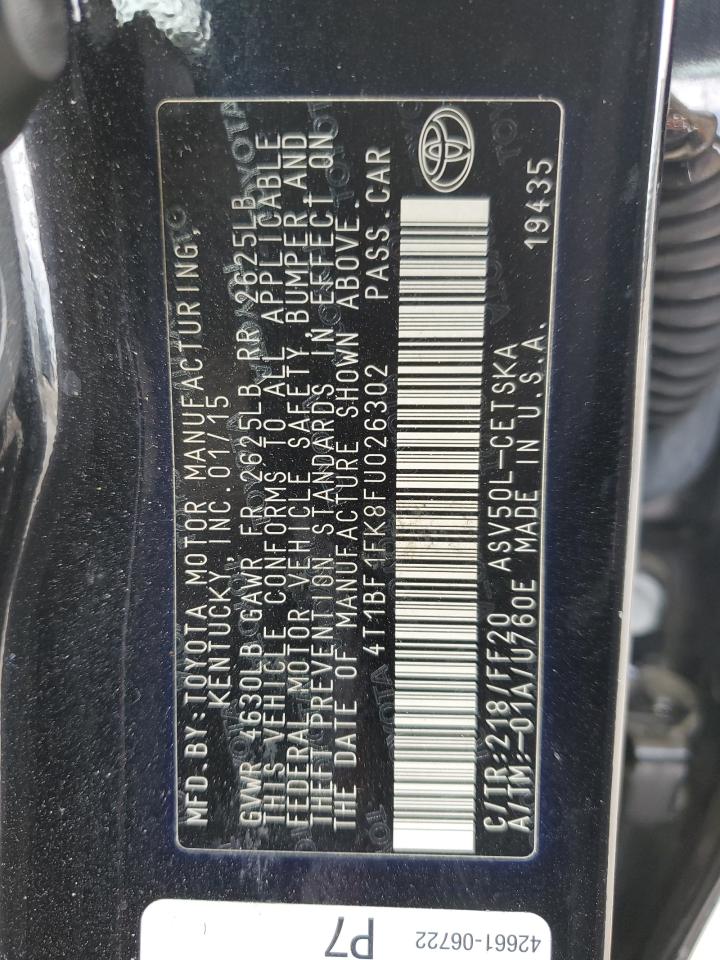 MFD.BY:TOYOTA MOTOR MANUFACTURING,
KENTUCKY, INC. 01/15
GVWR 4630LB GAWR FR 2625LB RR 2625LB
THIS VEHICLE CONFORMS TO ALL APPLICABLE
FEDERAL MOTOR VEHICLE SAFETY, BUMPER,AND
THEFT PREVENTION STANDARDS IN EFFECT ON
THE DATE OF MANUFACTURE SHOWN ABOVE.
4T1BF1FK8FU026302 PASS.CAR
C/TR:218/FF20 ASV50L-CETSKA
A/TM:-01A/U760E MADE IN U.S.A. 19435
P7
42661-06722